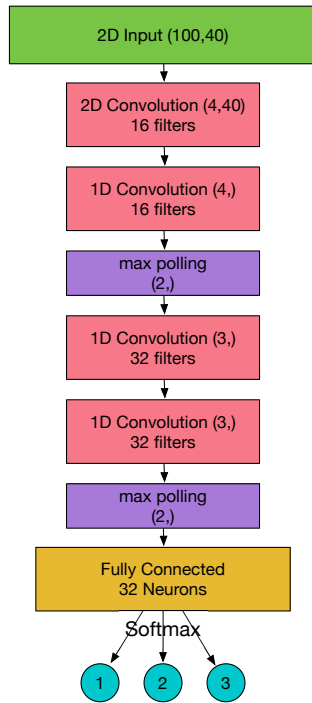 2D Input (100,40)
2D Convolution (4,40)
16 filters
1D Convolution (4,)
16 filters
max polling
(2,)
1D Convolution (3,)
32 filters
1D Convolution (3,)
32 filters
max polling
(2,)
Fully Connected
32 Neurons
Softmax
1 2 3